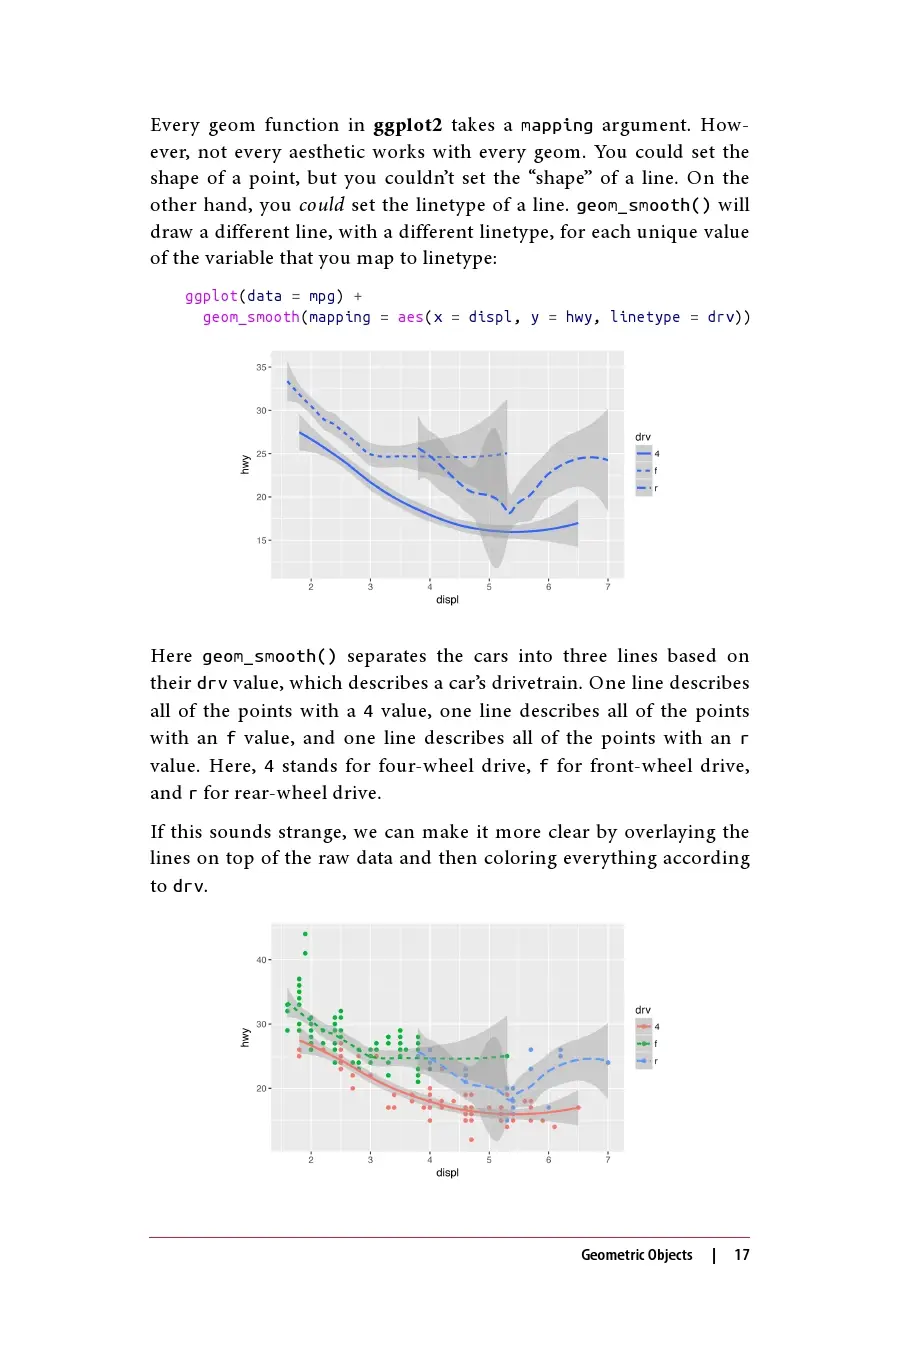 Every geom function in ggplot2 takes a mapping argument. How-
ever, not every aesthetic works with every geom. You could set the
shape of a point, but you couldn’t set the “shape” of a line. On the
other hand, you could set the linetype of a line. geom_smooth() will
draw a different line, with a different linetype, for each unique value
of the variable that you map to linetype:
ggplot(data = mpg) +
geom_smooth(mapping = aes(x = displ, y = hwy, linetype = drv))
35
30
25
20
15
hwy
2 3 4 5 6 7
displ
drv
4
f
r
Here geom_smooth() separates the cars into three lines based on
their drv value, which describes a car’s drivetrain. One line describes
all of the points with a 4 value, one line describes all of the points
with an f value, and one line describes all of the points with an r
value. Here, 4 stands for four-wheel drive, f for front-wheel drive,
and r for rear-wheel drive.
If this sounds strange, we can make it more clear by overlaying the
lines on top of the raw data and then coloring everything according
to drv.
40
30
20
hwy
2 3 4 5 6 7
displ
drv
4
f
r
Geometric Objects | 17